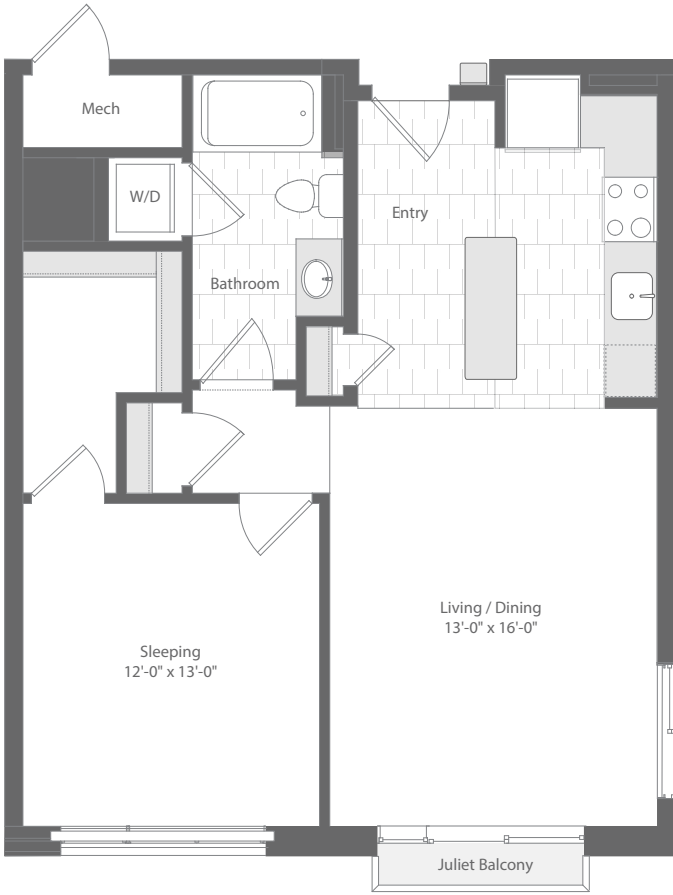 Mech
W/D
Entry
Bathroom
Living / Dining
13'-0" x 16'-0"
Sleeping
12'-0" x 13'-0"
Juliet Balcony